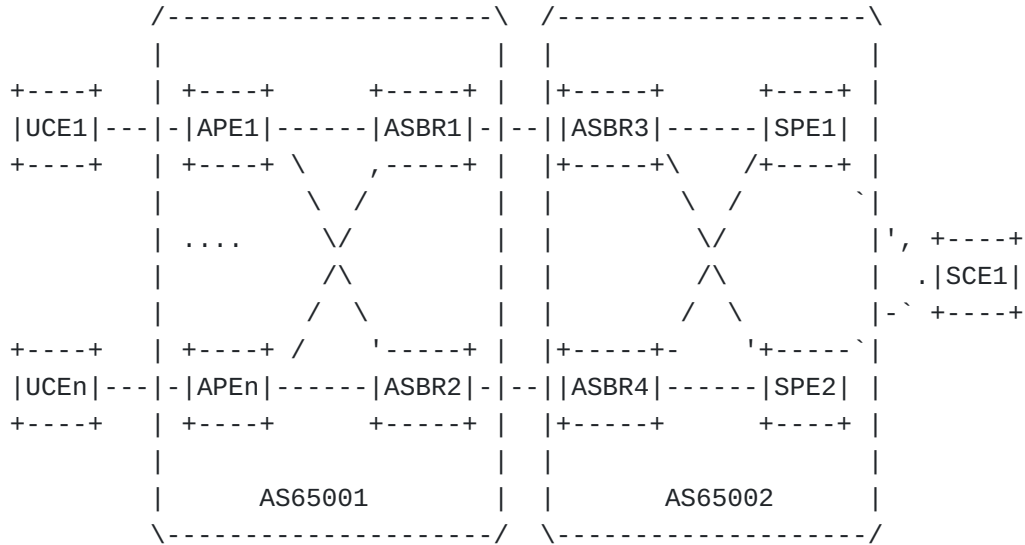 UCE1 APE1 ASBR1 ASBR3 SPE1
....
SCE1
UCEn APEn ASBR2 ASBR4 SPE2
AS65001 AS65002